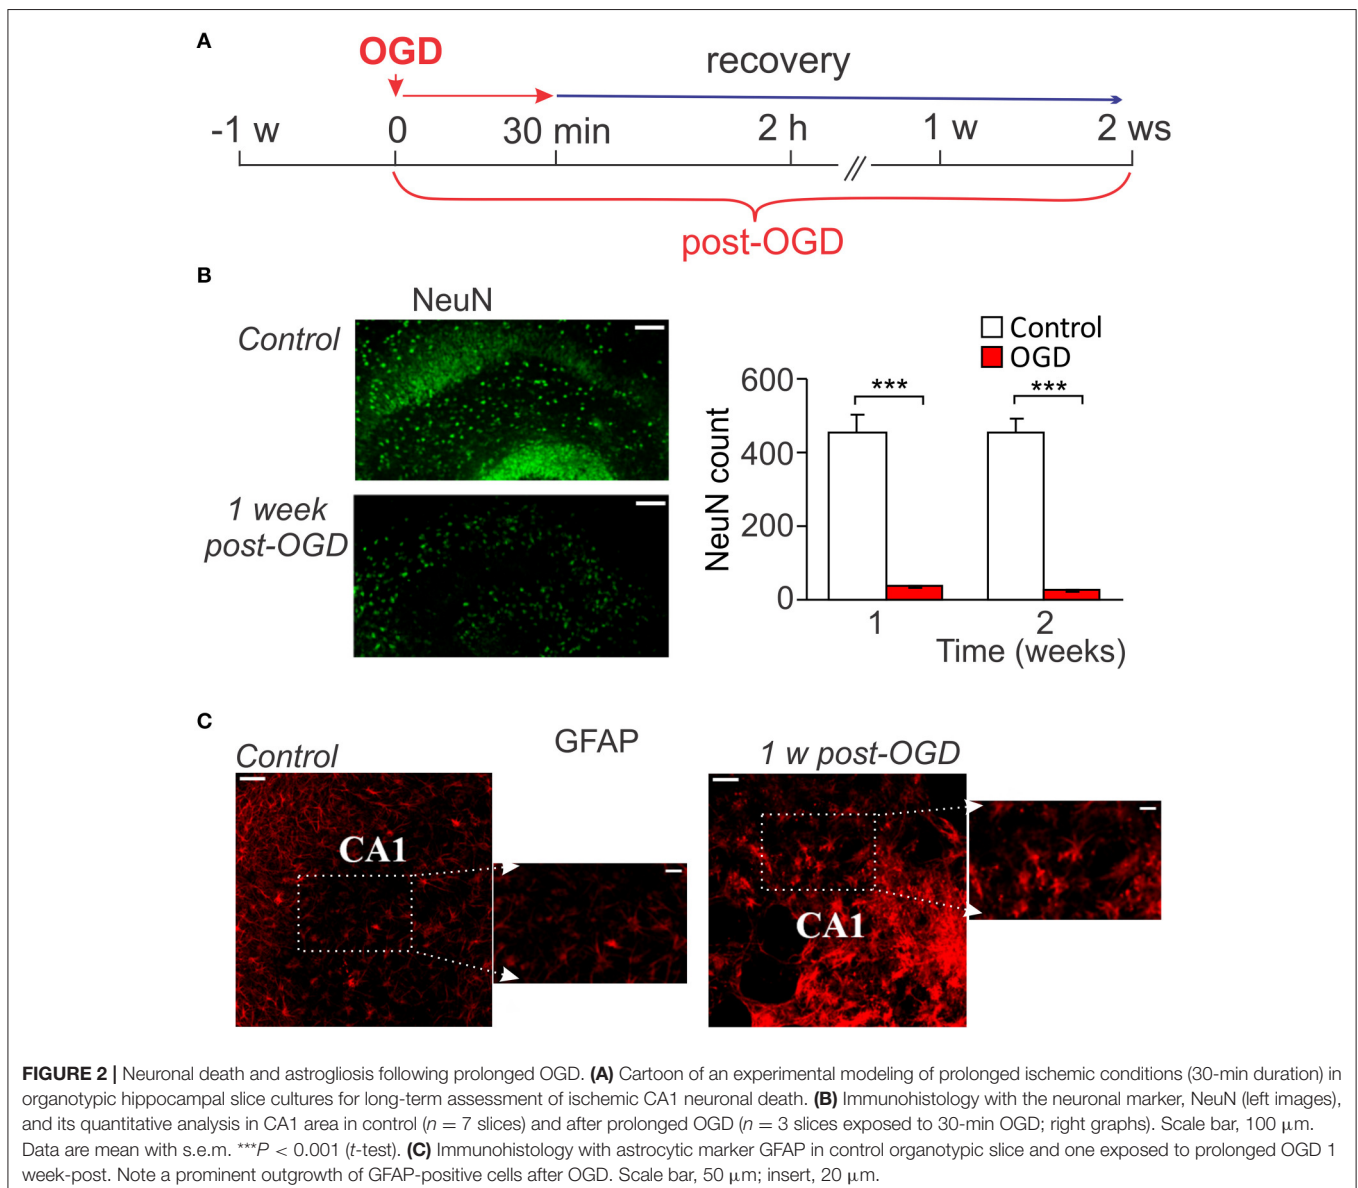 A
OGD
recovery
-1 w 0 30 min 2 h 1 w 2 ws
//
post-OGD
B
NeuN
Control
1 week
post-OGD
Control
OGD
600
400
200
0
NeuN count
*** ***
1 2
Time (weeks)
C
Control
GFAP
1 w post-OGD
CA1
CA1
FIGURE 2 | Neuronal death and astrogliosis following prolonged OGD. (A) Cartoon of an experimental modeling of prolonged ischemic conditions (30-min duration) in
organotypic hippocampal slice cultures for long-term assessment of ischemic CA1 neuronal death. (B) Immunohistology with the neuronal marker, NeuN (left images),
and its quantitative analysis in CA1 area in control (n = 7 slices) and after prolonged OGD (n = 3 slices exposed to 30-min OGD; right graphs). Scale bar, 100 μm.
Data are mean with s.e.m. ***P < 0.001 (t-test). (C) Immunohistology with astrocytic marker GFAP in control organotypic slice and one exposed to prolonged OGD 1
week-post. Note a prominent outgrowth of GFAP-positive cells after OGD. Scale bar, 50 μm; insert, 20 μm.